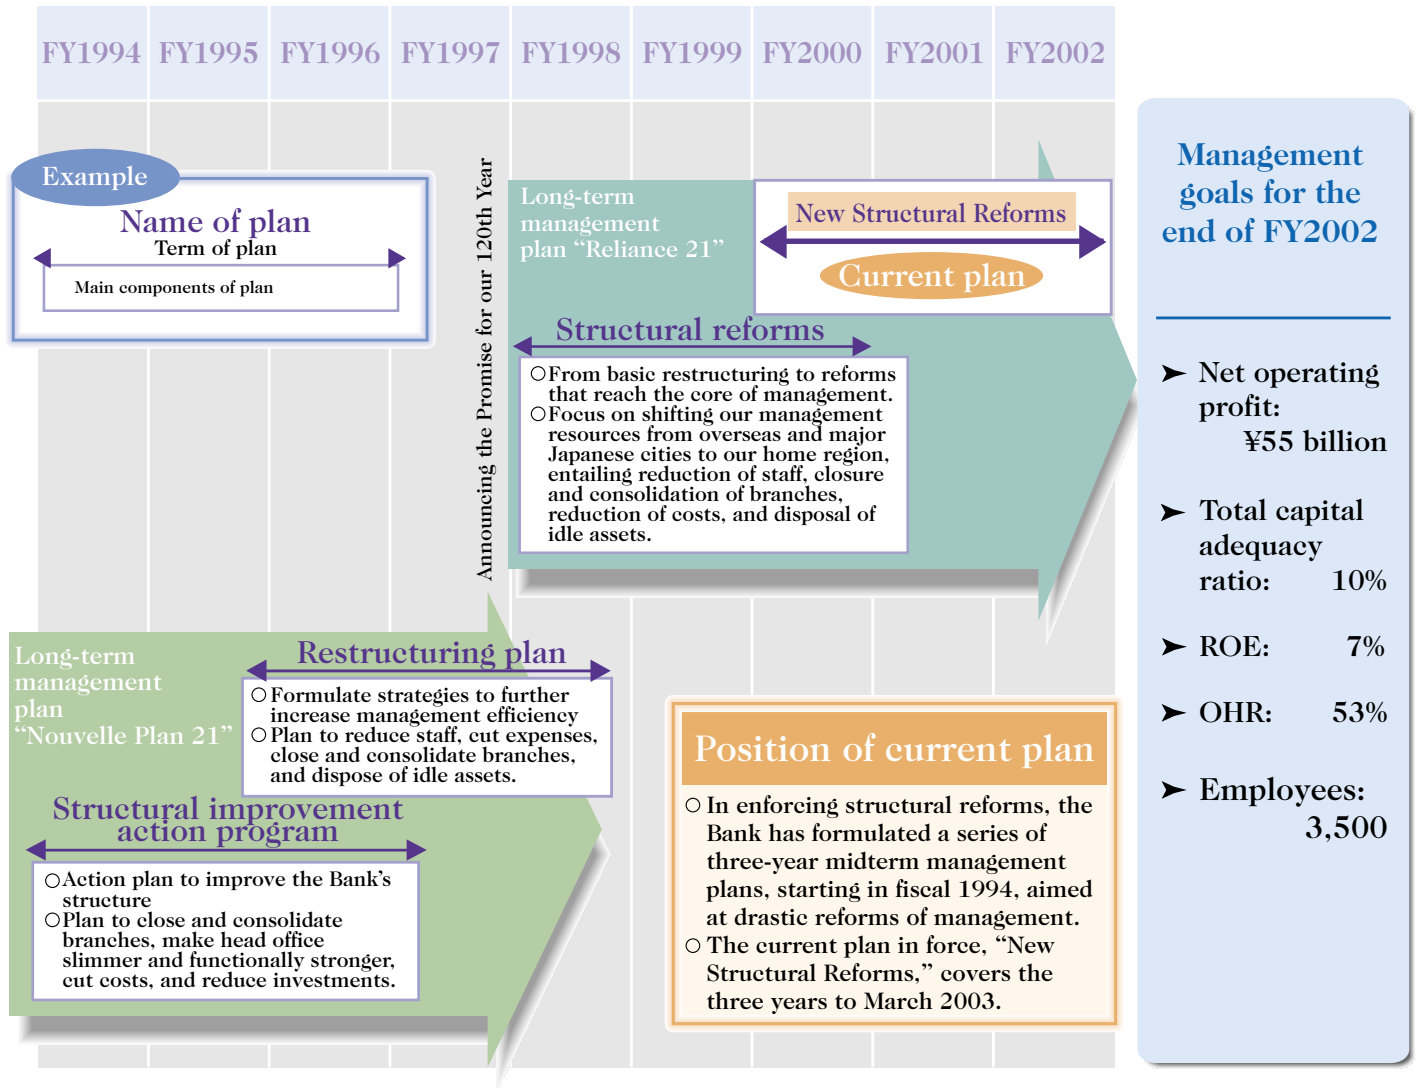 FY1994 FY1995 FY1996 FY1997 FY1998 FY1999 FY2000 FY2001 FY2002
Example
Name of plan
Term of plan
Main components of plan
Announcing the Promise for our 120th Year
Long-term
management
plan “Reliance 21”
New Structural Reforms
Current plan
Structural reforms
○From basic restructuring to reforms
that reach the core of management.
○Focus on shifting our management
resources from overseas and major
Japanese cities to our home region,
entailing reduction of staff, closure
and consolidation of branches,
reduction of costs, and disposal of
idle assets.
Long-term
management
plan
“Nouvelle Plan 21”
Restructuring plan
○Formulate strategies to further
increase management efficiency
○Plan to reduce staff, cut expenses,
close and consolidate branches,
and dispose of idle assets.
Structural improvement
action program
○Action plan to improve the Bank’s
structure
○Plan to close and consolidate
branches, make head office
slimmer and functionally stronger,
cut costs, and reduce investments.
Position of current plan
○ In enforcing structural reforms, the
Bank has formulated a series of
three-year midterm management
plans, starting in fiscal 1994, aimed
at drastic reforms of management.
○ The current plan in force, “New
Structural Reforms,” covers the
three years to March 2003.
Management
goals for the
end of FY2002
➤ Net operating
profit:
¥55 billion
➤ Total capital
adequacy
ratio: 10%
➤ ROE: 7%
➤ OHR: 53%
➤ Employees:
3,500